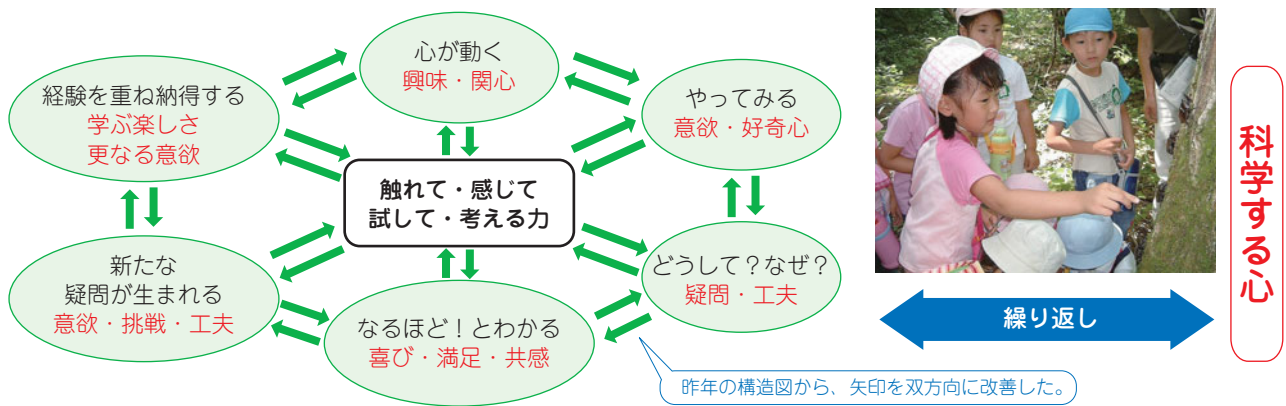 心が動く
興味・関心
経験を重ね納得する
学ぶ楽しさ
更なる意欲
やってみる
意欲・好奇心
触れて・感じて
試して・考える力
新たな
疑問が生まれる
意欲・挑戦・工夫
どうして？なぜ？
疑問・工夫
なるほど！とわかる
喜び・満足・共感
昨年の構造図から、矢印を双方向に改善した。
繰り返し
科学する心